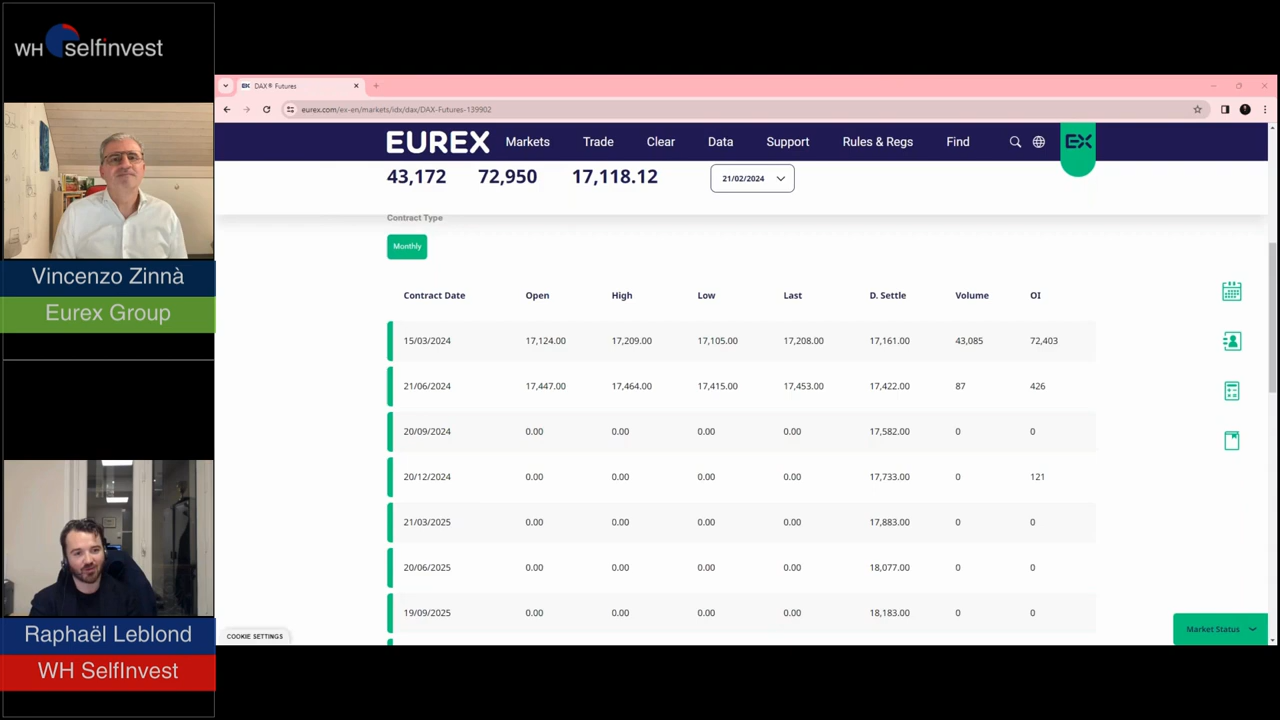 WH selfinvest
Vincenzo Zinnà
Eurex Group
Raphaël Leblond
WH SelfInvest
DAX® Futures
eurex.com/ex-en/markets/idx/dax/DAX-Futures-139902
EUREX Markets Trade Clear Data Support Rules & Regs Find EX
43,172 72,950 17,118.12 21/02/2024
Contract Type
Monthly
Contract Date Open High Low Last D. Settle Volume OI
15/03/2024 17,124.00 17,209.00 17,105.00 17,208.00 17,161.00 43,085 72,403
21/06/2024 17,447.00 17,464.00 17,415.00 17,453.00 17,422.00 87 426
20/09/2024 0.00 0.00 0.00 0.00 17,582.00 0 0
20/12/2024 0.00 0.00 0.00 0.00 17,733.00 0 121
21/03/2025 0.00 0.00 0.00 0.00 17,883.00 0 0
20/06/2025 0.00 0.00 0.00 0.00 18,077.00 0 0
19/09/2025 0.00 0.00 0.00 0.00 18,183.00 0 0
Market Status
COOKIE SETTINGS